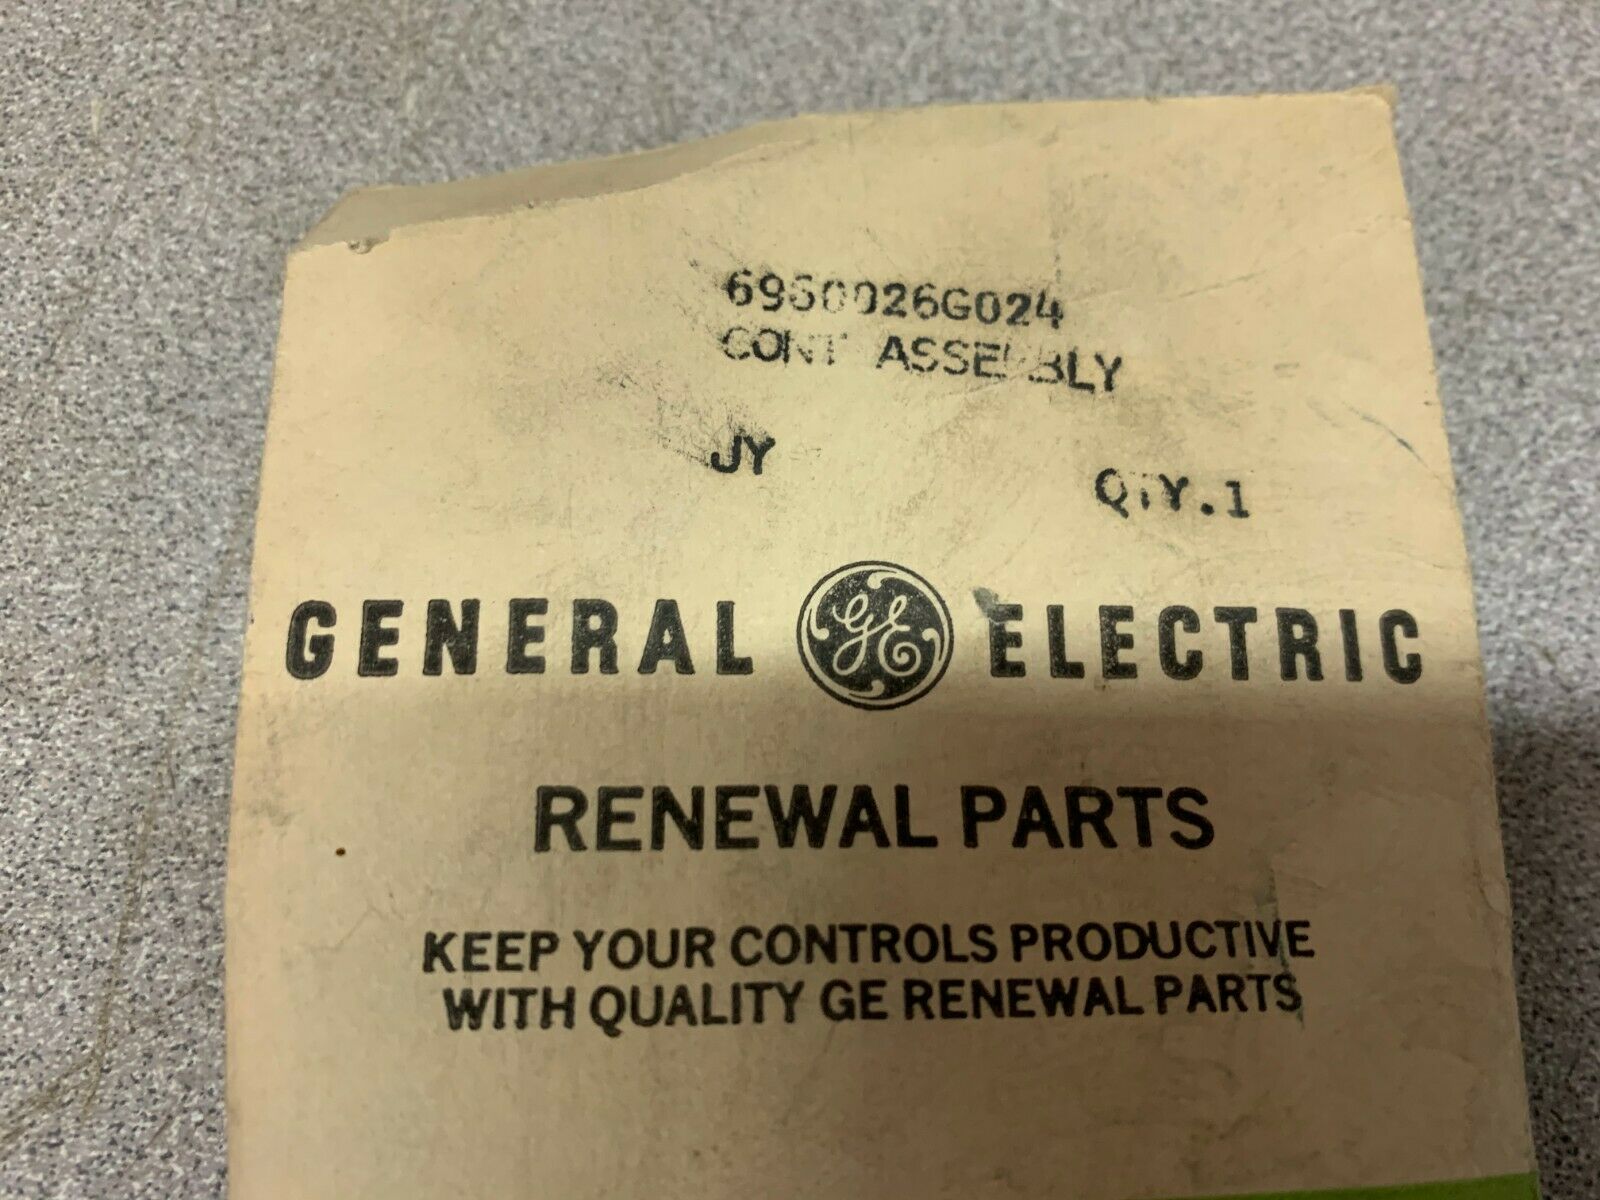 6960026G024
CONT ASSEMBLY
JY
QTY.1
GENERAL GE ELECTRIC
RENEWAL PARTS
KEEP YOUR CONTROLS PRODUCTIVE
WITH QUALITY GE RENEWAL PARTS